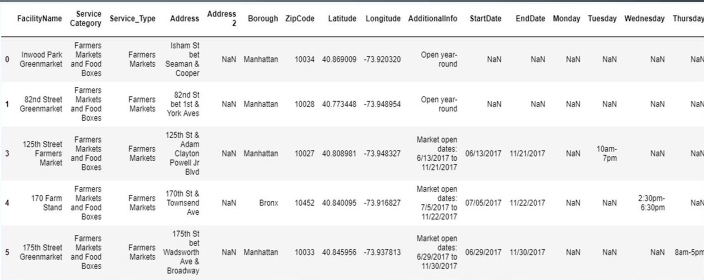 FacilityName Service Category Service_Type Address Address 2 Borough ZipCode Latitude Longitude AdditionalInfo StartDate EndDate Monday Tuesday Wednesday Thursday
0 Inwood Park Greenmarket Farmers Markets and Food Boxes Farmers Markets Isham St bet Seaman & Cooper NaN Manhattan 10034 40.869009 -73.920320 Open year-round NaN NaN NaN NaN NaN NaN
1 82nd Street Greenmarket Farmers Markets and Food Boxes Farmers Markets 82nd St bet 1st & York Aves NaN Manhattan 10028 40.773448 -73.948954 Open year-round NaN NaN NaN NaN NaN NaN
3 125th Street Farmers Market Farmers Markets and Food Boxes Farmers Markets 125th St & Adam Clayton Powell Jr Blvd NaN Manhattan 10027 40.808981 -73.948327 Market open dates: 6/13/2017 to 11/21/2017 06/13/2017 11/21/2017 NaN 10am-7pm NaN NaN
4 170 Farm Stand Farmers Markets and Food Boxes Farmers Markets 170th St & Townsend Ave NaN Bronx 10452 40.840095 -73.916827 Market open dates: 7/5/2017 to 11/22/2017 07/05/2017 11/22/2017 NaN NaN 2:30pm-6:30pm NaN
5 175th Street Greenmarket Farmers Markets and Food Boxes Farmers Markets 175th St bet Wadsworth Ave & Broadway NaN Manhattan 10033 40.845956 -73.937813 Market open dates: 6/29/2017 to 11/30/2017 06/29/2017 11/30/2017 NaN NaN NaN 8am-5pm